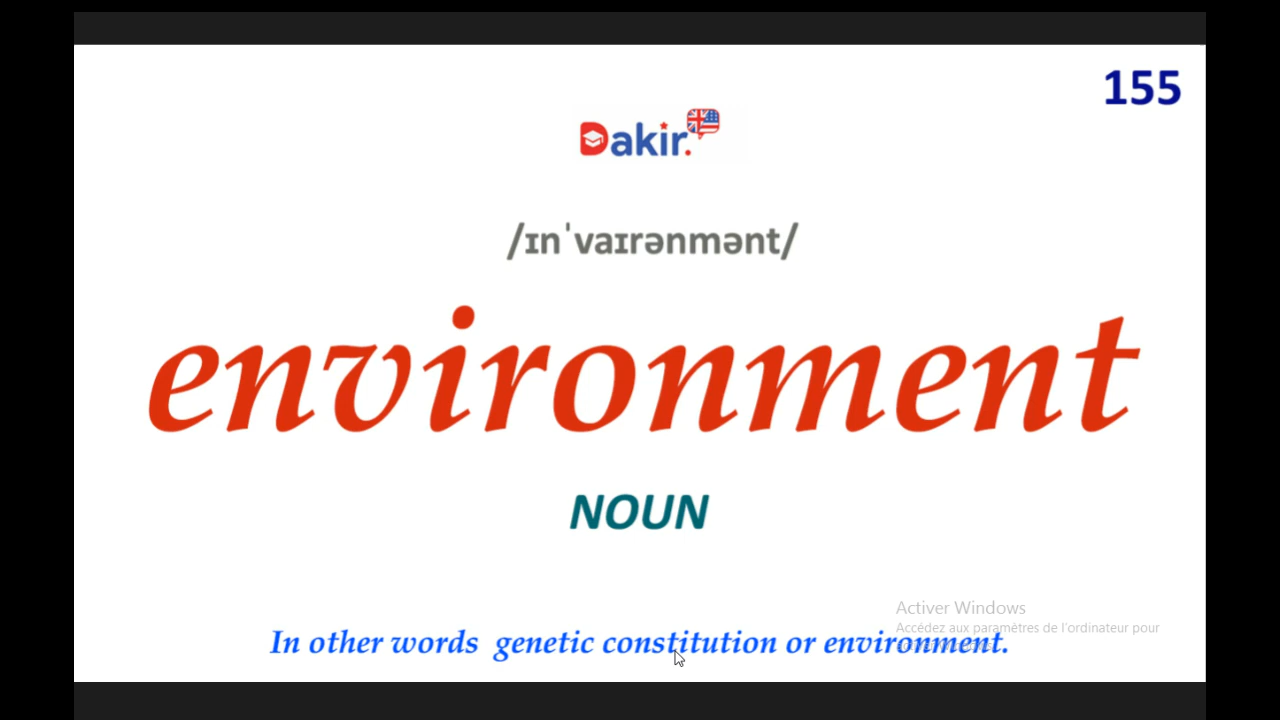 155
Dakir.
/ɪnˈvaɪrənmənt/
environment
NOUN
Activer Windows
Accédez aux paramètres de l'ordinateur pour
In other words genetic constitution or environment.